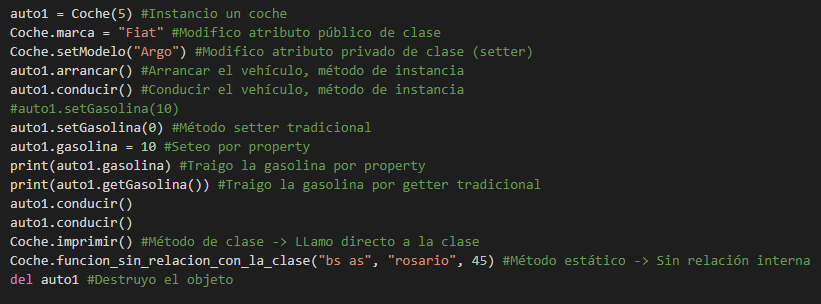 auto1 = Coche(5) #Instancio un coche
Coche.marca = "Fiat" #Modifico atributo público de clase
Coche.setModelo("Argo") #Modifico atributo privado de clase (setter)
auto1.arrancar() #Arrancar el vehículo, método de instancia
auto1.conducir() #Conducir el vehículo, método de instancia
#auto1.setGasolina(10)
auto1.setGasolina(0) #Método setter tradicional
auto1.gasolina = 10 #Seteo por property
print(auto1.gasolina) #Traigo la gasolina por property
print(auto1.getGasolina()) #Traigo la gasolina por getter tradicional
auto1.conducir()
auto1.conducir()
Coche.imprimir() #Método de clase -> LLamo directo a la clase
Coche.funcion_sin_relacion_con_la_clase("bs as", "rosario", 45) #Método estático -> Sin relación interna
del auto1 #Destruyo el objeto